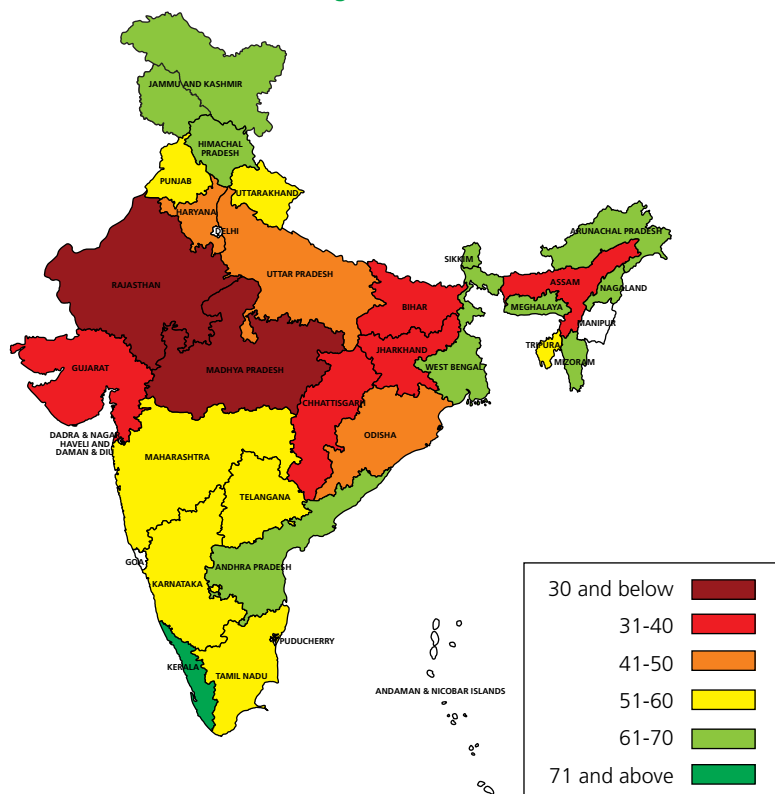 JAMMU AND KASHMIR
HIMACHAL
PRADESH
PUNJAB
UTTARAKHAND
HARYANA
DELHI
ARUNACHAL PRADESH
SIKKIM
UTTAR PRADESH
RAJASTHAN
ASSAM
NAGALAND
MEGHALAYA
BIHAR
MANIPUR
TRIPURA
MIZORAM
JHARKHAND
WEST BENGAL
GUJARAT
MADHYA PRADESH
CHHATTISGARH
DADRA & NAGAR
HAVELI AND
DAMAN & DIU
ODISHA
MAHARASHTRA
TELANGANA
GOA
ANDHRA PRADESH
KARNATAKA
PUDUCHERRY
KERALA
TAMIL NADU
ANDAMAN & NICOBAR ISLANDS
30 and below
31-40
41-50
51-60
61-70
71 and above